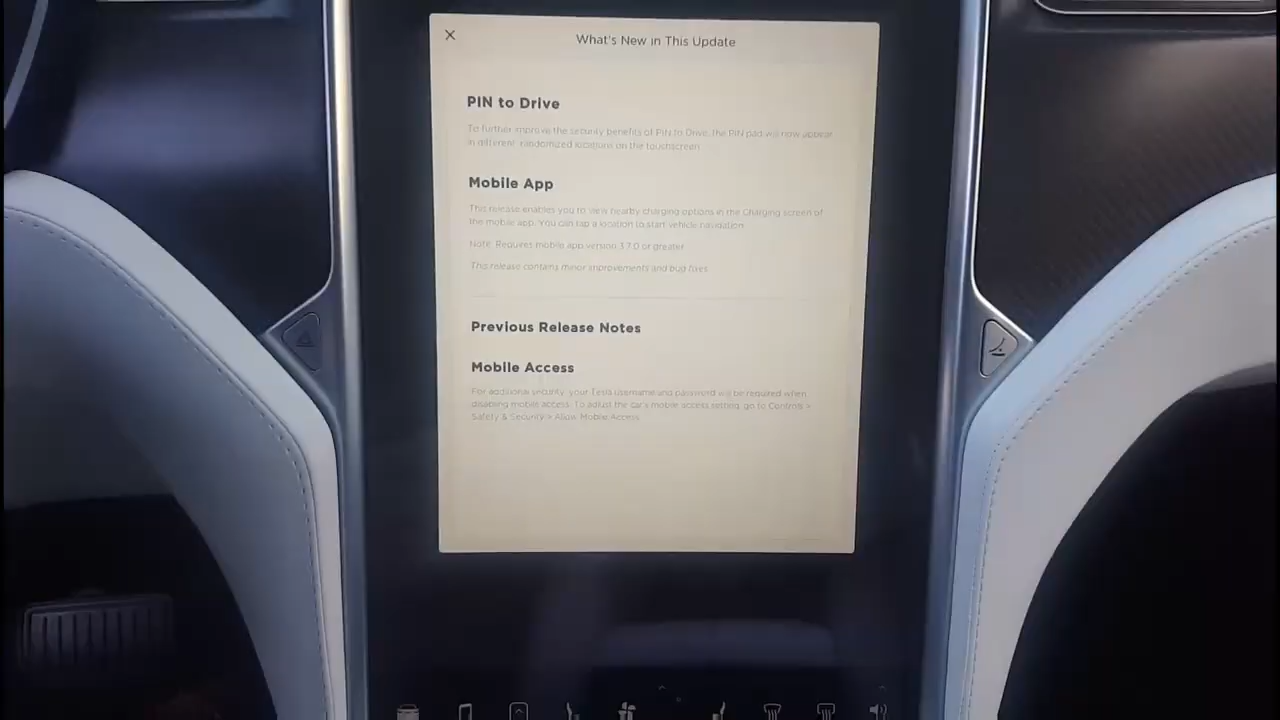 What's New in This Update
PIN to Drive
To further improve the security benefits of PIN to Drive, the PIN pad will now appear
in different, randomized locations on the touchscreen.
Mobile App
This release enables you to view nearby charging options in the Charging screen of
the mobile app. You can tap a location to start vehicle navigation.
Note: Requires mobile app version 3.7.0 or greater
This release contains minor improvements and bug fixes
Previous Release Notes
Mobile Access
For additional security, your Tesla username and password will be required when
disabling mobile access. To adjust the car's mobile access setting, go to Controls >
Safety & Security > Allow Mobile Access.